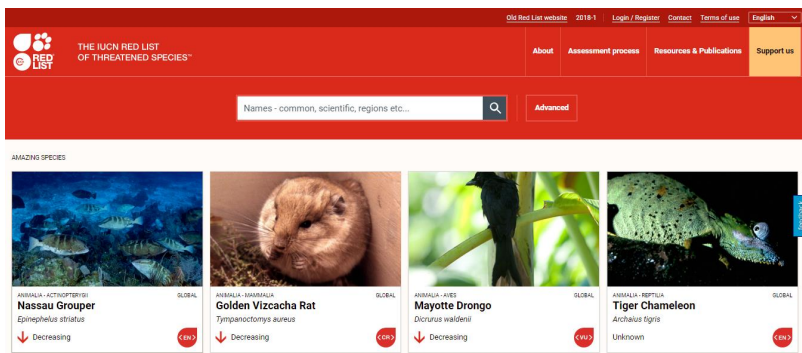 Old Red List website 2018-1 Login / Register Contact Terms of use English
RED
LIST
THE IUCN RED LIST
OF THREATENED SPECIES™
About Assessment process Resources & Publications Support us
Names - common, scientific, regions etc... Advanced
AMAZING SPECIES
ANIMALIA - ACTINOPTERYGII GLOBAL
Nassau Grouper
Epinephelus striatus
Decreasing EN
ANIMALIA - MAMMALIA GLOBAL
Golden Vizcacha Rat
Tympanoctomys aureus
Decreasing CR
ANIMALIA - AVES GLOBAL
Mayotte Drongo
Dicrurus waldenii
Decreasing VU
ANIMALIA - REPTILIA GLOBAL
Tiger Chameleon
Archaius tigris
Unknown EN